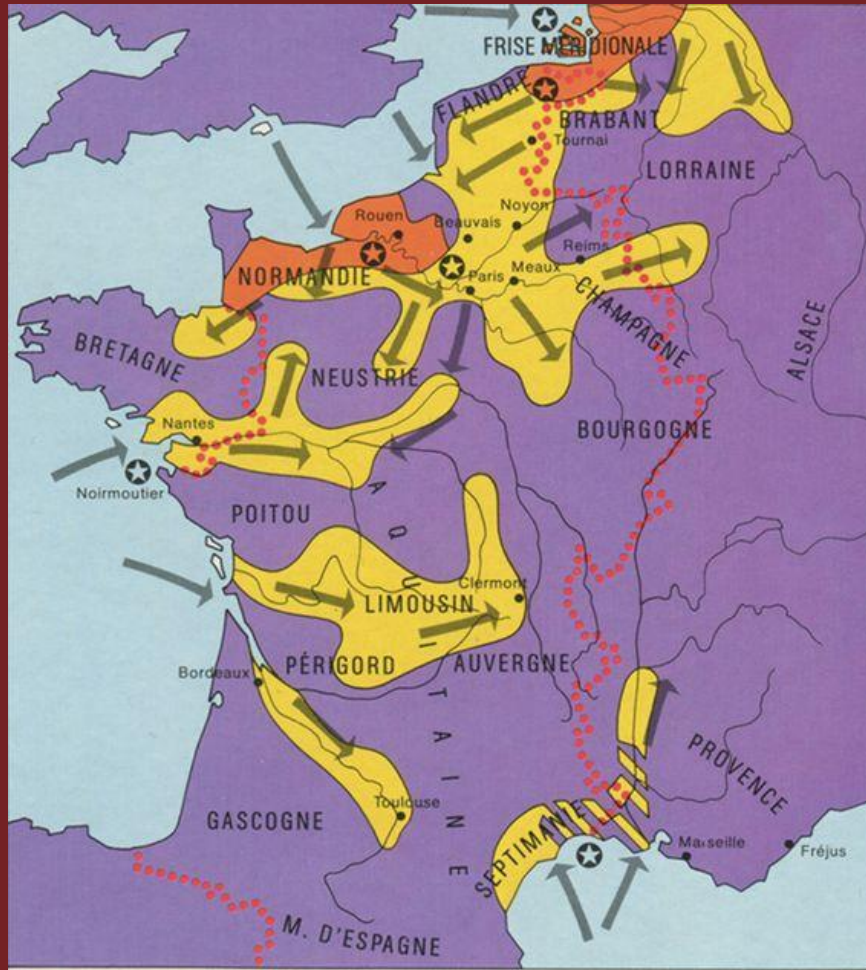 FRISE MÉRIDIONALE
FLANDRE
BRABANT
Tournai
LORRAINE
Rouen
Beauvais
Noyon
Reims
NORMANDIE
Paris
Meaux
CHAMPAGNE
ALSACE
BRETAGNE
NEUSTRIE
Nantes
BOURGOGNE
Noirmoutier
POITOU
AQUITAINE
Clermont
LIMOUSIN
PÉRIGORD
AUVERGNE
Bordeaux
PROVENCE
Toulouse
GASCOGNE
SEPTIMANIE
Marseille
Fréjus
M. D'ESPAGNE